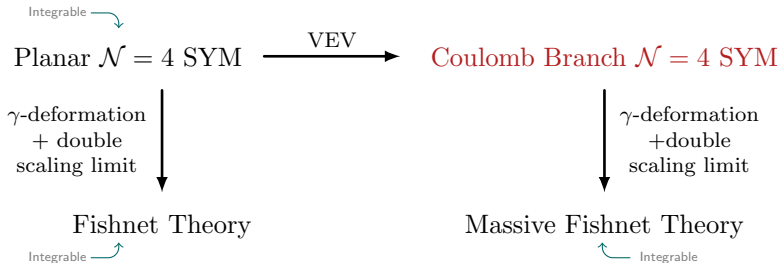 Integrable
Planar 𝒩 = 4 SYM
VEV
Coulomb Branch 𝒩 = 4 SYM
γ-deformation
+ double
scaling limit
γ-deformation
+double
scaling limit
Fishnet Theory
Massive Fishnet Theory
Integrable
Integrable